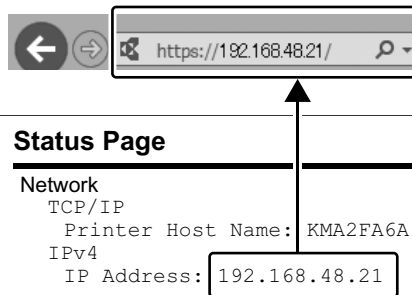 https://192.168.48.21/
Status Page
Network
TCP/IP
Printer Host Name: KMA2FA6A
IPv4
IP Address: 192.168.48.21